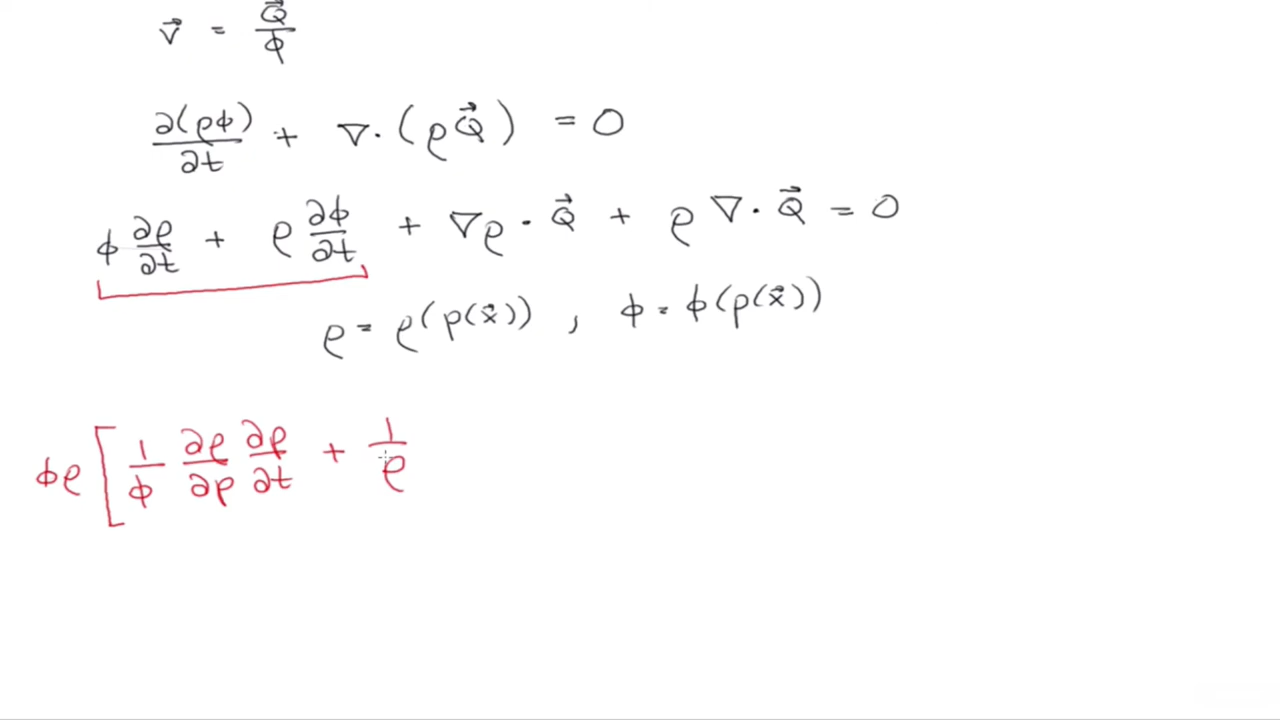 v⃗ = Q⃗/ϕ
∂(ρϕ)/∂t + ∇·(ρQ⃗) = 0
ϕ ∂ρ/∂t + ρ ∂ϕ/∂t + ∇ρ · Q⃗ + ρ ∇·Q⃗ = 0
ρ = ρ(p(x⃗)) , ϕ = ϕ(p(x⃗))
ϕρ [ 1/ϕ ∂ρ/∂p ∂p/∂t + 1/ρ